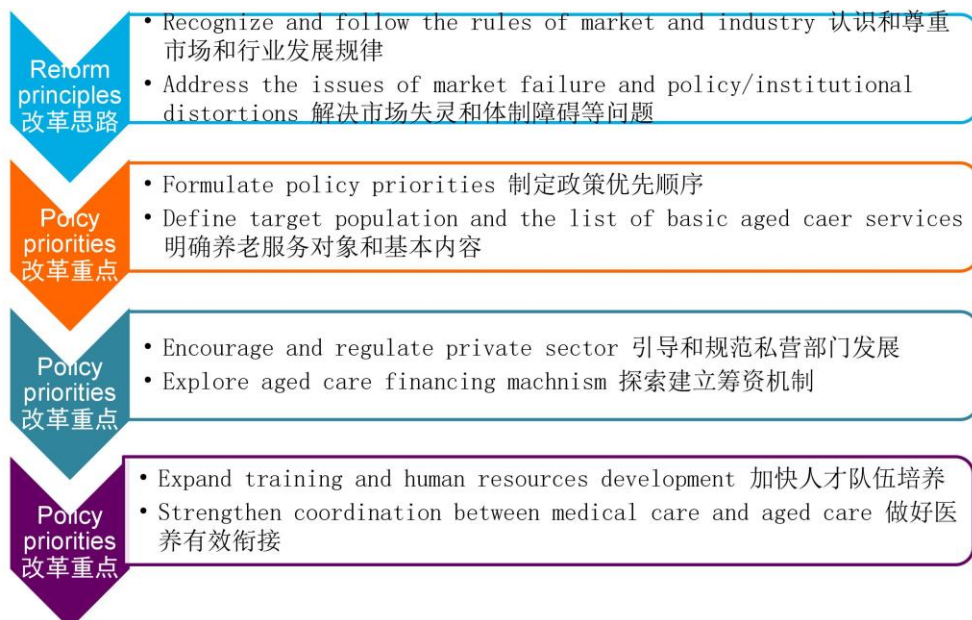 Reform
principles
改革思路
• Recognize and follow the rules of market and industry 认识和尊重
市场和行业发展规律
• Address the issues of market failure and policy/institutional
distortions 解决市场失灵和体制障碍等问题
Policy
priorities
改革重点
• Formulate policy priorities 制定政策优先顺序
• Define target population and the list of basic aged caer services
明确养老服务对象和基本内容
Policy
priorities
改革重点
• Encourage and regulate private sector 引导和规范私营部门发展
• Explore aged care financing machnism 探索建立筹资机制
Policy
priorities
改革重点
• Expand training and human resources development 加快人才队伍培养
• Strengthen coordination between medical care and aged care 做好医
养有效衔接